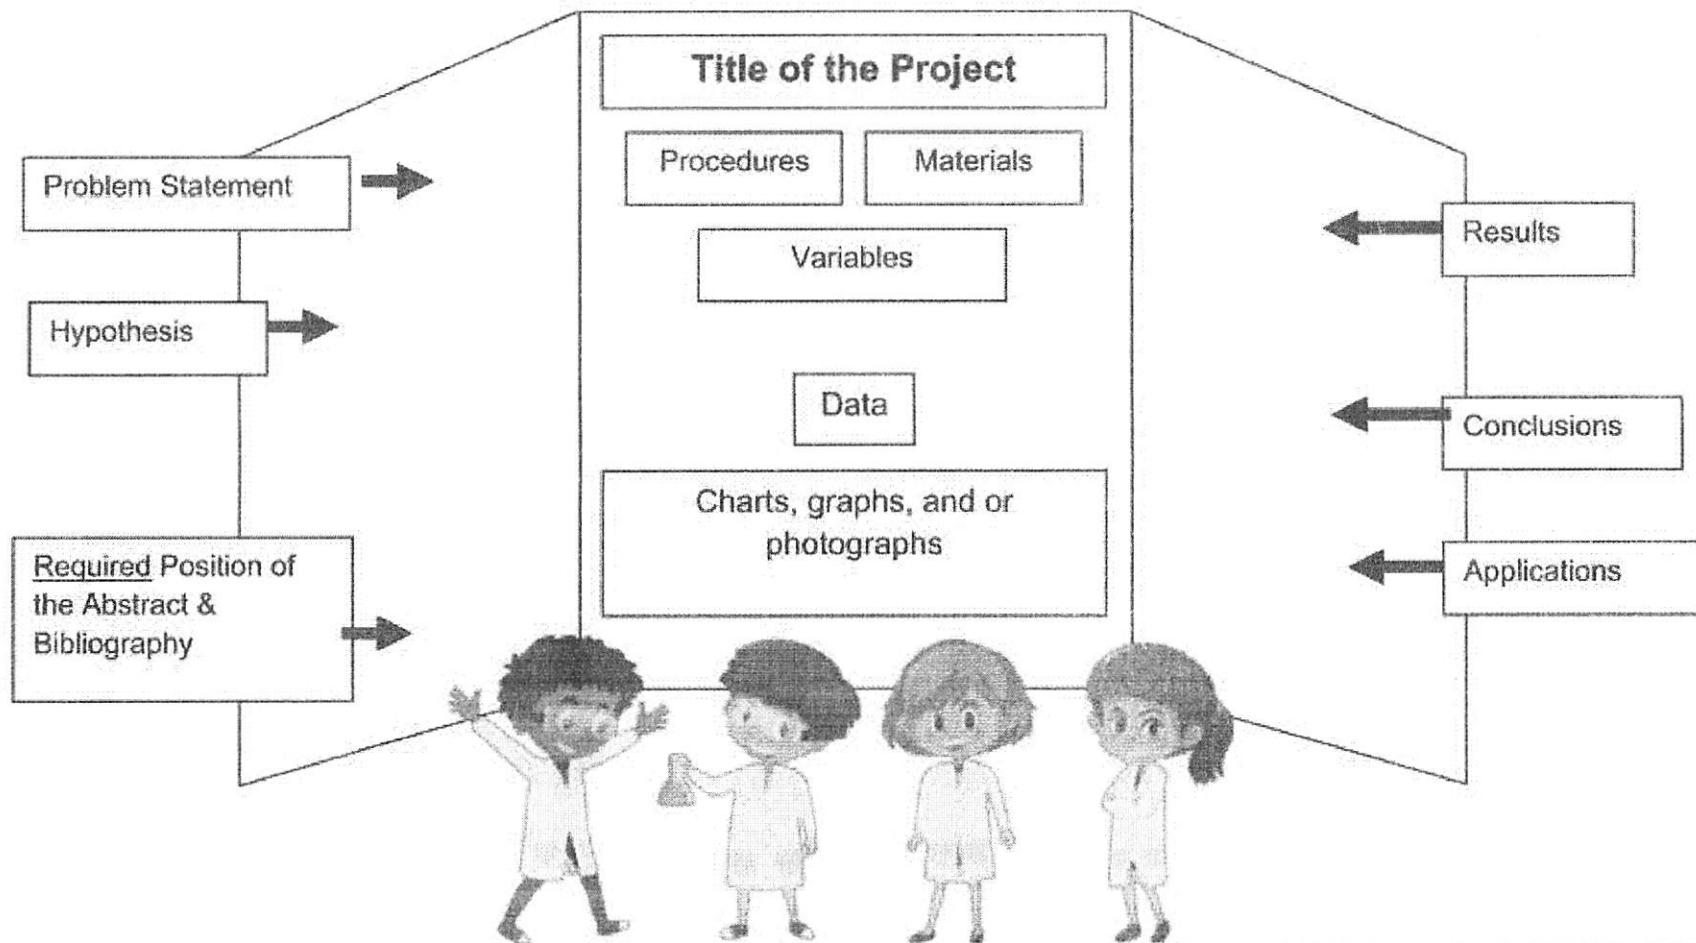 Title of the Project
Procedures
Materials
Variables
Data
Charts, graphs, and or
photographs
Problem Statement
Hypothesis
Required Position of
the Abstract &
Bibliography
Results
Conclusions
Applications